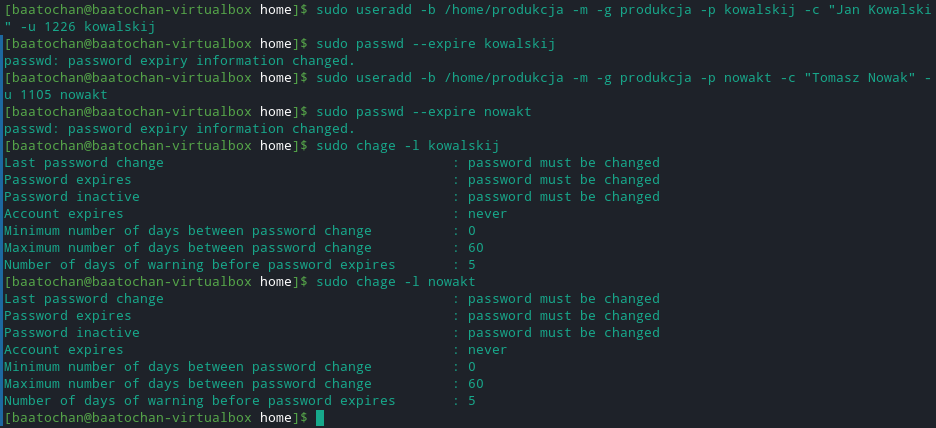 [baatochan@baatochan-virtualbox home]$ sudo useradd -b /home/produkcja -m -g produkcja -p kowalskij -c "Jan Kowalski
" -u 1226 kowalskij
[baatochan@baatochan-virtualbox home]$ sudo passwd --expire kowalskij
passwd: password expiry information changed.
[baatochan@baatochan-virtualbox home]$ sudo useradd -b /home/produkcja -m -g produkcja -p nowakt -c "Tomasz Nowak" -
u 1105 nowakt
[baatochan@baatochan-virtualbox home]$ sudo passwd --expire nowakt
passwd: password expiry information changed.
[baatochan@baatochan-virtualbox home]$ sudo chage -l kowalskij
Last password change : password must be changed
Password expires : password must be changed
Password inactive : password must be changed
Account expires : never
Minimum number of days between password change : 0
Maximum number of days between password change : 60
Number of days of warning before password expires : 5
[baatochan@baatochan-virtualbox home]$ sudo chage -l nowakt
Last password change : password must be changed
Password expires : password must be changed
Password inactive : password must be changed
Account expires : never
Minimum number of days between password change : 0
Maximum number of days between password change : 60
Number of days of warning before password expires : 5
[baatochan@baatochan-virtualbox home]$